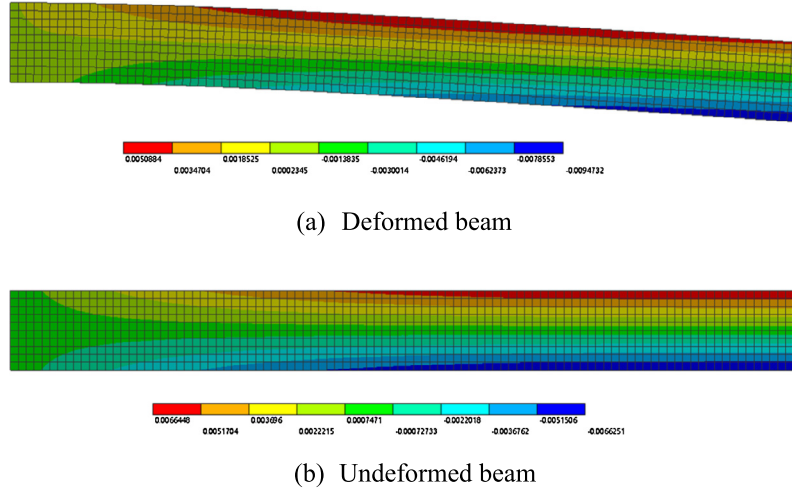 0.0050884 0.0018525 -0.0013835 -0.0046194 -0.0078553
0.0034704 0.0002345 -0.0030014 -0.0062373 -0.0094732
(a) Deformed beam
0.0066448 0.003696 0.0007471 -0.0022018 -0.0051506
0.0051704 0.0022215 -0.00072733 -0.0036762 -0.0066251
(b) Undeformed beam